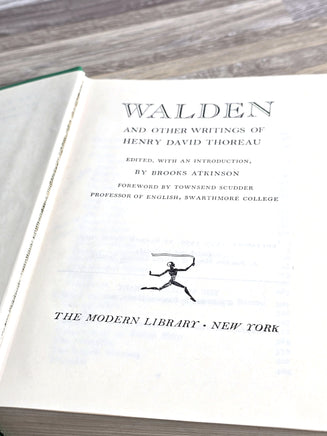 WALDEN
AND OTHER WRITINGS OF
HENRY DAVID THOREAU
EDITED, WITH AN INTRODUCTION,
BY BROOKS ATKINSON
FOREWORD BY TOWNSEND SCUDDER
PROFESSOR OF ENGLISH, SWARTHMORE COLLEGE
THE MODERN LIBRARY · NEW YORK